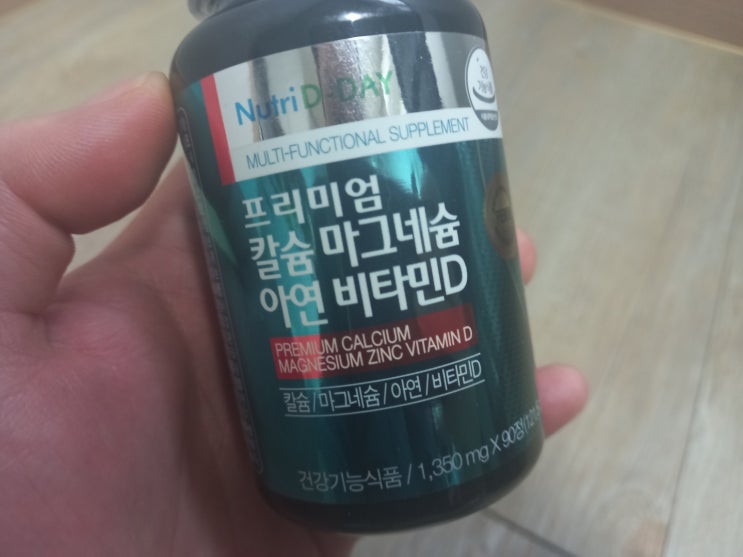 Nutri D-DAY
MULTI-FUNCTIONAL SUPPLEMENT
프리미엄
칼슘 마그네슘
아연 비타민D
PREMIUM CALCIUM
MAGNESIUM ZINC VITAMIN D
칼슘/마그네슘/아연/비타민D
건강기능식품 / 1,350 mg X 90정